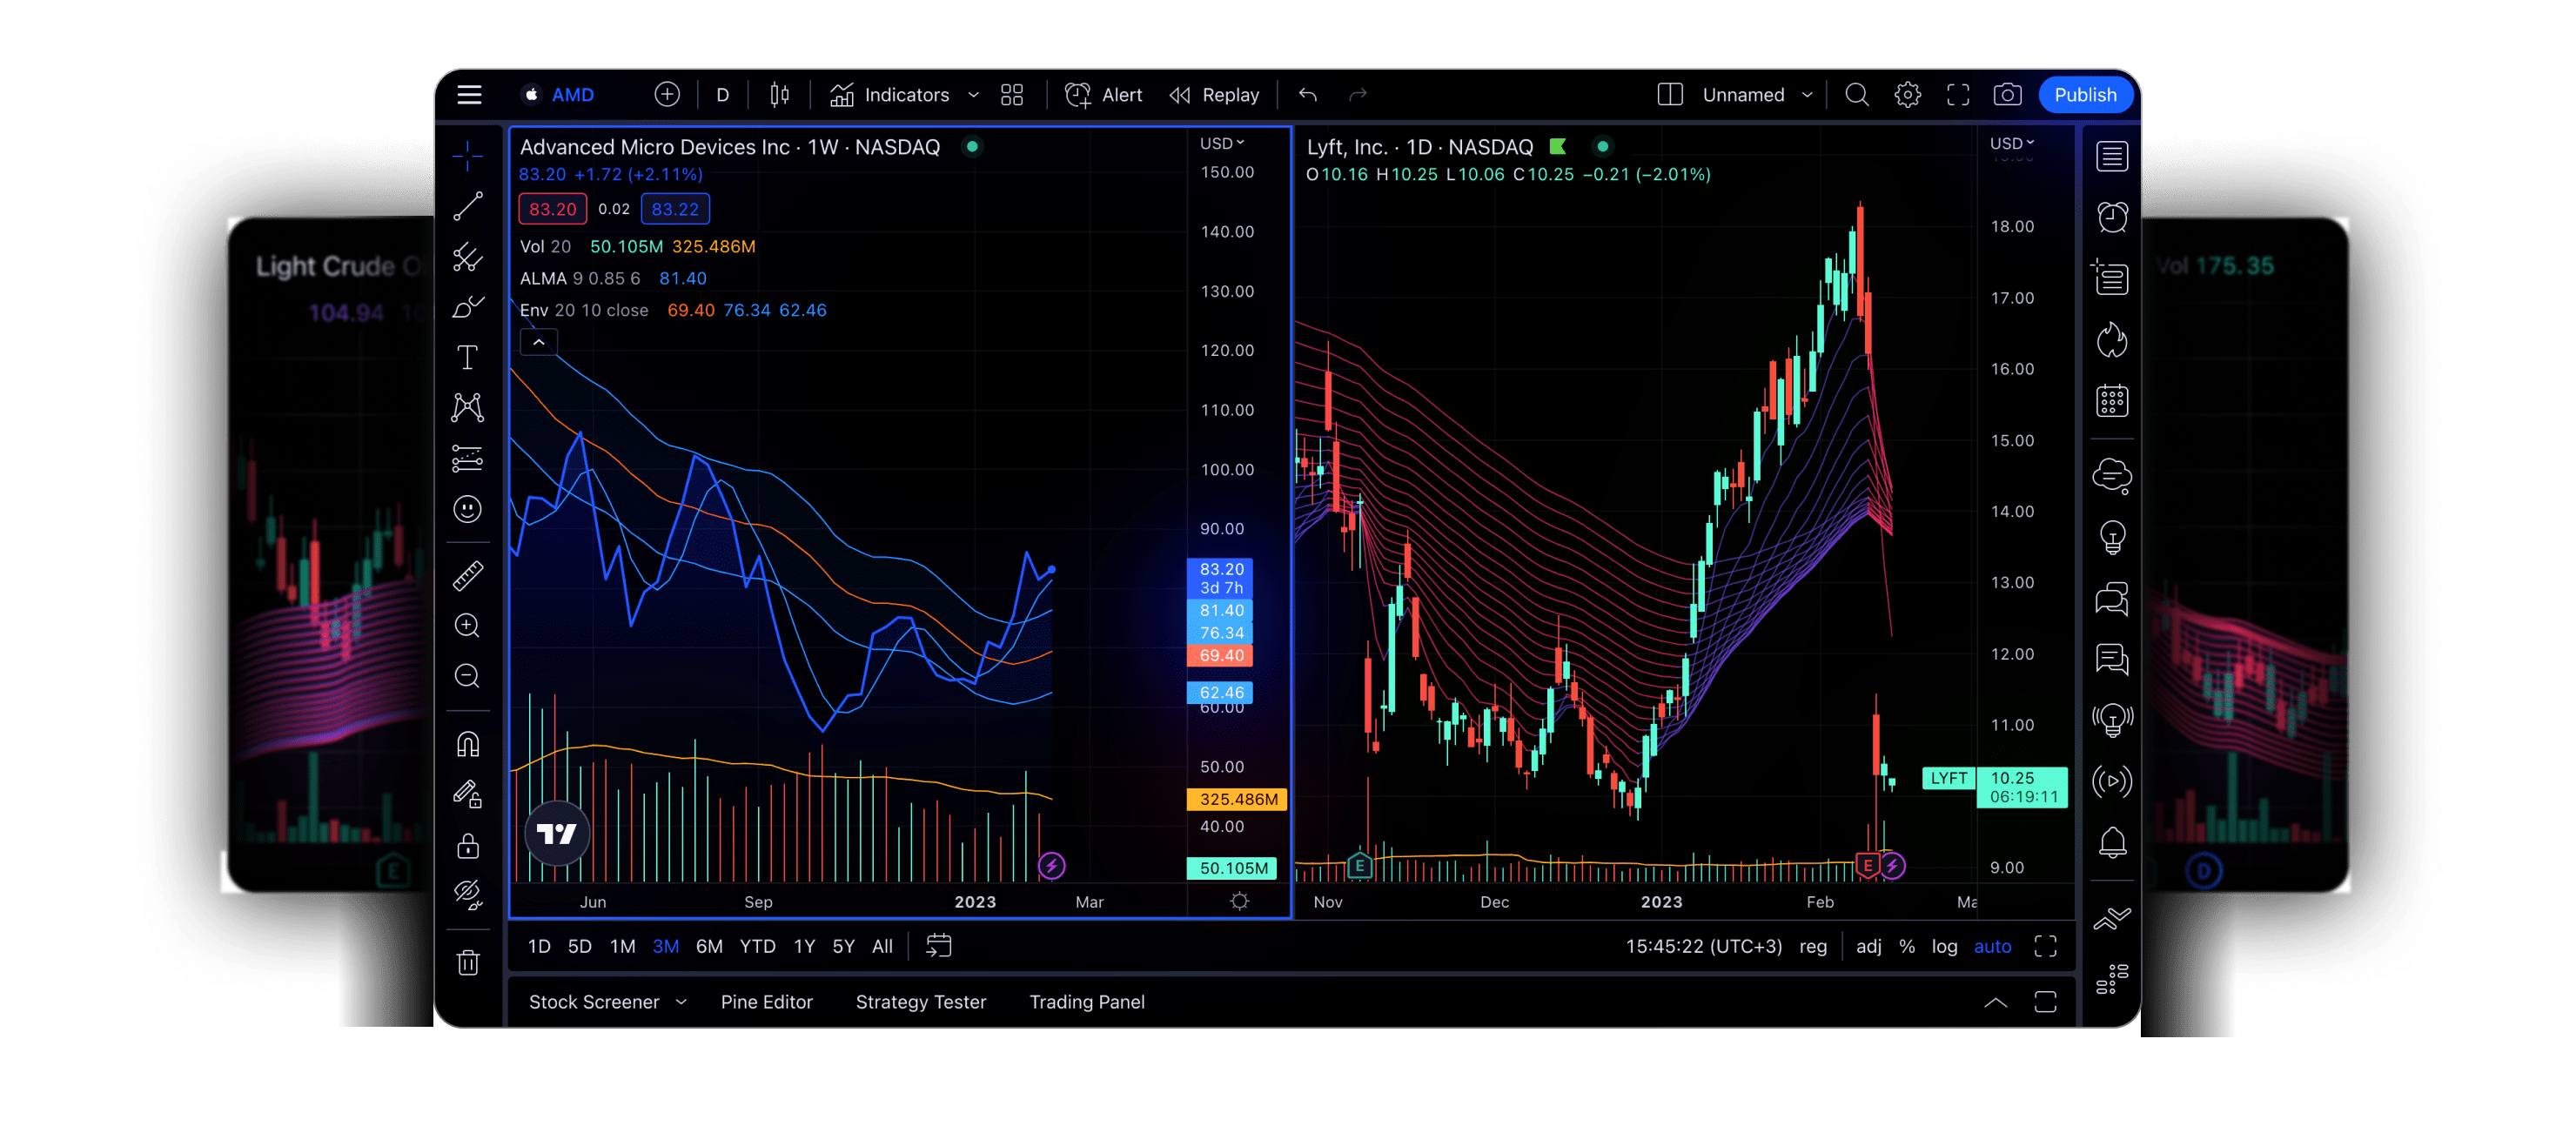 AMD D Indicators Alert Replay Unnamed Publish
Light Crude
104.94
Advanced Micro Devices Inc · 1W · NASDAQ
83.20 +1.72 (+2.11%)
83.20 0.02 83.22
Vol 20 50.105M 325.486M
ALMA 9 0.85 6 81.40
Env 20 10 close 69.40 76.34 62.46
USD
150.00
140.00
130.00
120.00
110.00
100.00
90.00
83.20
3d 7h
81.40
76.34
69.40
62.46
60.00
50.00
325.486M
40.00
50.105M
Jun Sep 2023 Mar
Lyft, Inc. · 1D · NASDAQ
O10.16 H10.25 L10.06 C10.25 −0.21 (−2.01%)
USD
18.00
17.00
16.00
15.00
14.00
13.00
12.00
11.00
LYFT 10.25
06:19:11
9.00
E E
Nov Dec 2023 Feb Ma
Vol 175.35
E
D
1D 5D 1M 3M 6M YTD 1Y 5Y All
15:45:22 (UTC+3) reg adj % log auto
Stock Screener Pine Editor Strategy Tester Trading Panel